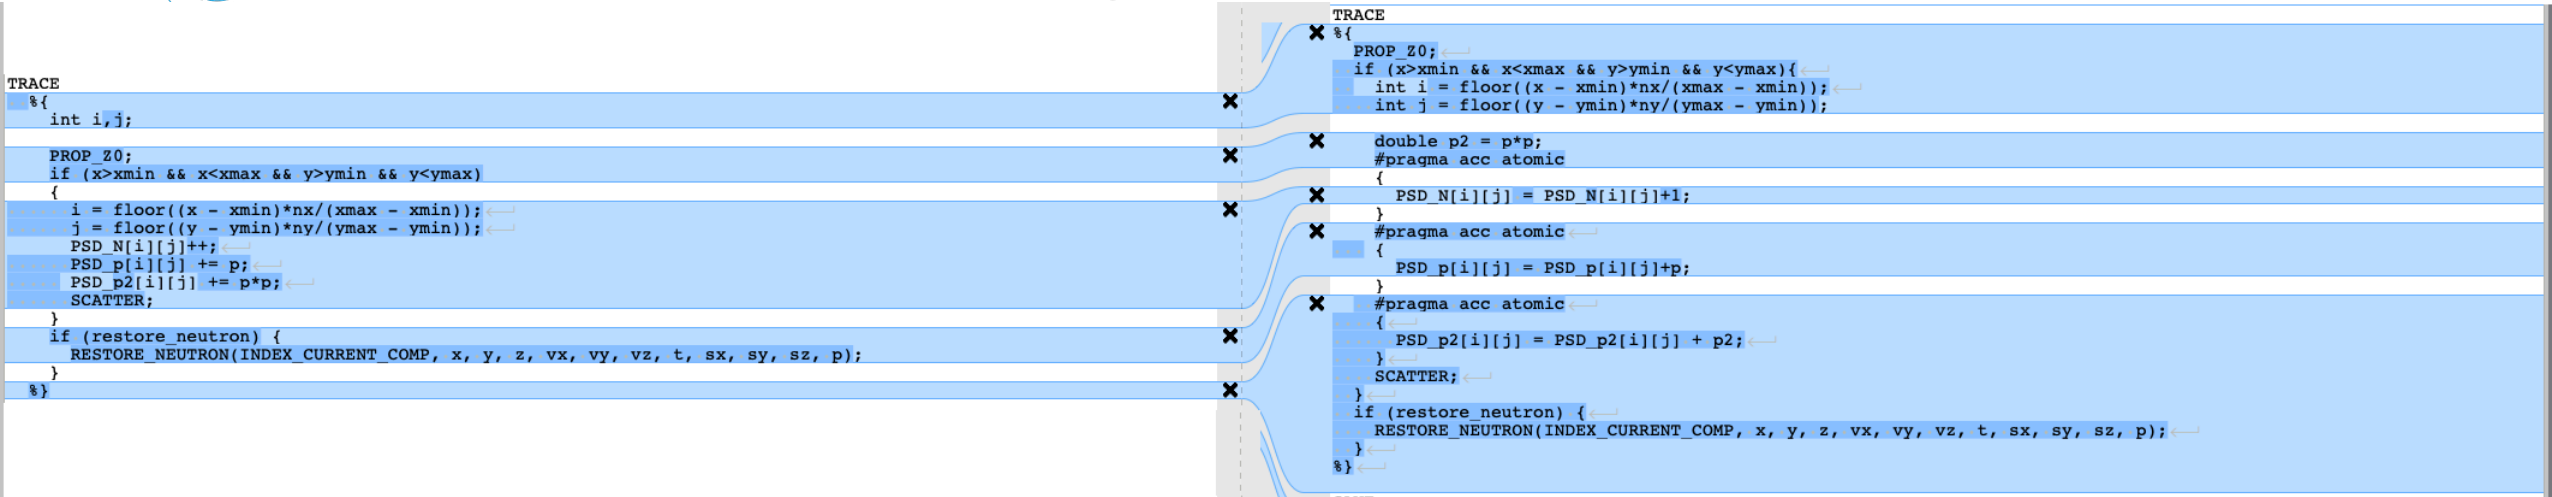 TRACE
  %{
    int i,j;

    PROP_Z0;
    if (x>xmin && x<xmax && y>ymin && y<ymax)
    {
      i = floor((x - xmin)*nx/(xmax - xmin));
      j = floor((y - ymin)*ny/(ymax - ymin));
      PSD_N[i][j]++;
      PSD_p[i][j] += p;
      PSD_p2[i][j] += p*p;
      SCATTER;
    }
    if (restore_neutron) {
      RESTORE_NEUTRON(INDEX_CURRENT_COMP, x, y, z, vx, vy, vz, t, sx, sy, sz, p);
    }
  %}
TRACE
%{
  PROP_Z0;
  if (x>xmin && x<xmax && y>ymin && y<ymax){
    int i = floor((x - xmin)*nx/(xmax - xmin));
    int j = floor((y - ymin)*ny/(ymax - ymin));

    double p2 = p*p;
    #pragma acc atomic
    {
      PSD_N[i][j] = PSD_N[i][j]+1;
    }
    #pragma acc atomic
    {
      PSD_p[i][j] = PSD_p[i][j]+p;
    }
    #pragma acc atomic
    {
      PSD_p2[i][j] = PSD_p2[i][j] + p2;
    }
    SCATTER;
  }
  if (restore_neutron) {
    RESTORE_NEUTRON(INDEX_CURRENT_COMP, x, y, z, vx, vy, vz, t, sx, sy, sz, p);
  }
%}